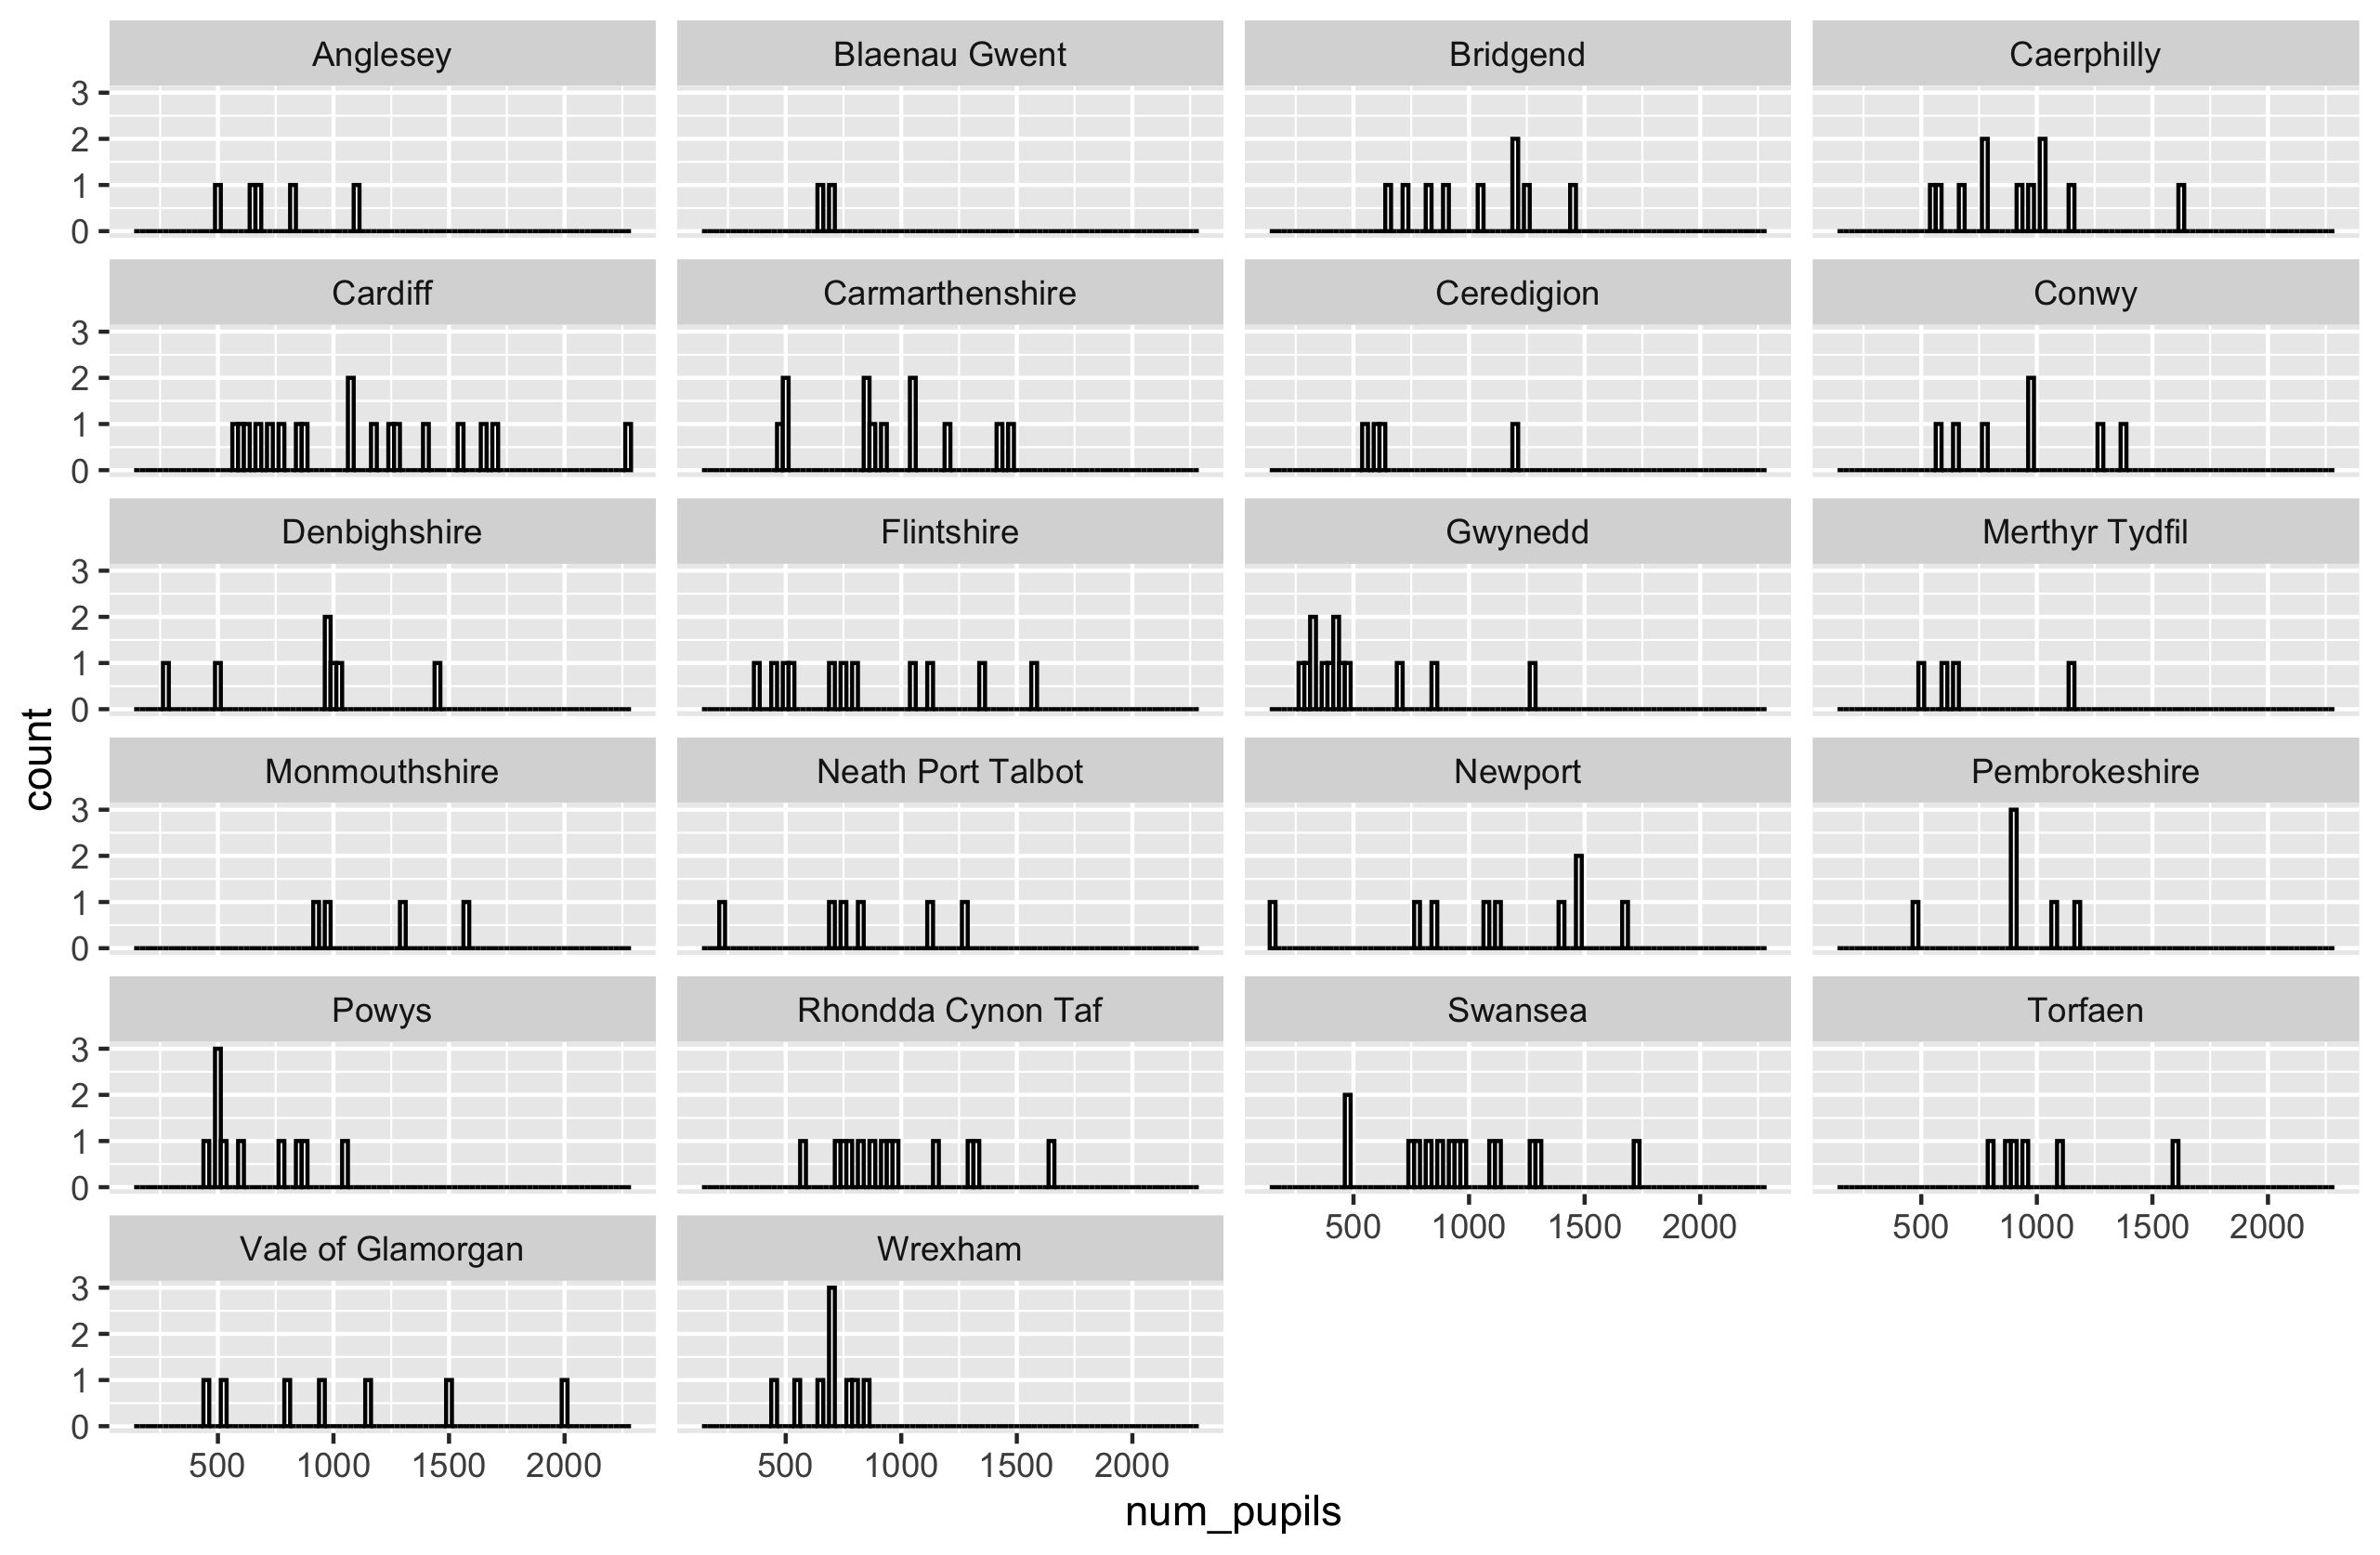 Anglesey Blaenau Gwent Bridgend Caerphilly
3
2
1
0
Cardiff Carmarthenshire Ceredigion Conwy
3
2
1
0
Denbighshire Flintshire Gwynedd Merthyr Tydfil
3
2
1
0
Monmouthshire Neath Port Talbot Newport Pembrokeshire
3
2
1
0
Powys Rhondda Cynon Taf Swansea Torfaen
3
2
1
0
500 1000 1500 2000 500 1000 1500 2000
Vale of Glamorgan Wrexham
3
2
1
0
500 1000 1500 2000 500 1000 1500 2000
num_pupils
count